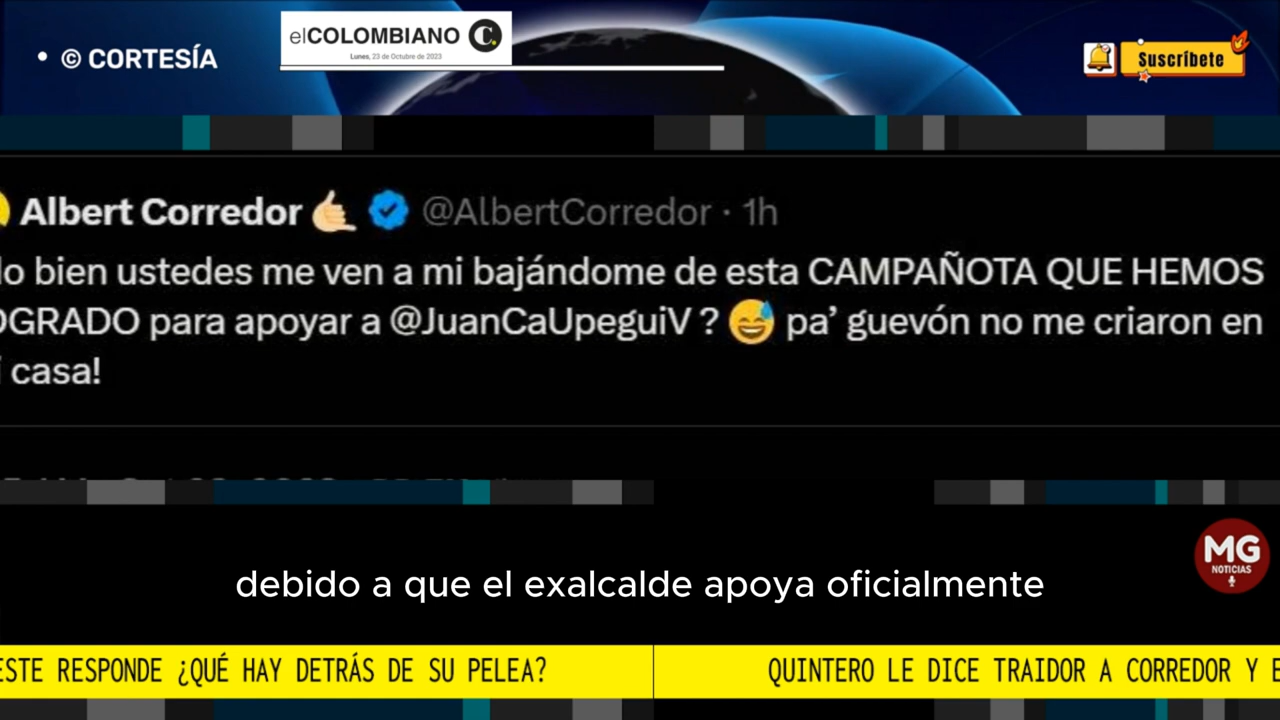 • © CORTESÍA
elCOLOMBIANO C.
Lunes, 23 de Octubre de 2023
Suscríbete
Albert Corredor 🤙🏻 @AlbertCorredor · 1h
lo bien ustedes me ven a mi bajándome de esta CAMPAÑOTA QUE HEMOS
OGRADO para apoyar a @JuanCaUpeguiV ? 😅 pa’ guevón no me criaron en
i casa!
debido a que el exalcalde apoya oficialmente
MG
NOTICIAS
ESTE RESPONDE ¿QUÉ HAY DETRÁS DE SU PELEA? QUINTERO LE DICE TRAIDOR A CORREDOR Y E